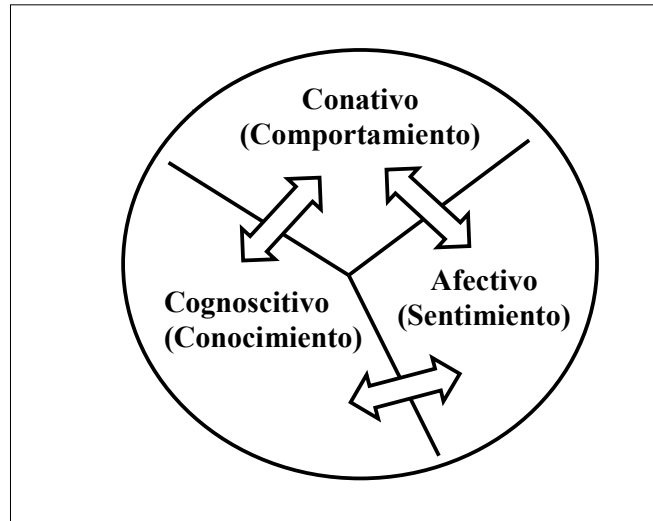 Conativo
(Comportamiento)
Afectivo
(Sentimiento)
Cognoscitivo
(Conocimiento)